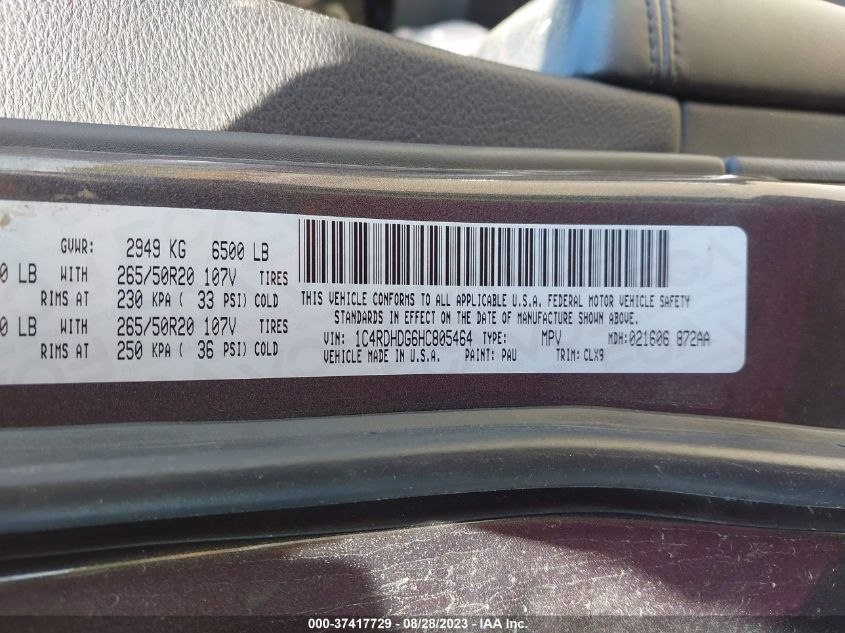 GVWR: 2949 KG 6500 LB
0 LB WITH 265/50R20 107V TIRES
RIMS AT 230 KPA ( 33 PSI) COLD
0 LB WITH 265/50R20 107V TIRES
RIMS AT 250 KPA ( 36 PSI) COLD
THIS VEHICLE CONFORMS TO ALL APPLICABLE U.S.A. FEDERAL MOTOR VEHICLE SAFETY
STANDARDS IN EFFECT ON THE DATE OF MANUFACTURE SHOWN ABOVE.
VIN: 1C4RDHDG6HC805464 TYPE: MPV MDH:021606 872AA
VEHICLE MADE IN U.S.A. PAINT: PAU TRIM: CLX9
000-37417729 - 08/28/2023 - IAA Inc.